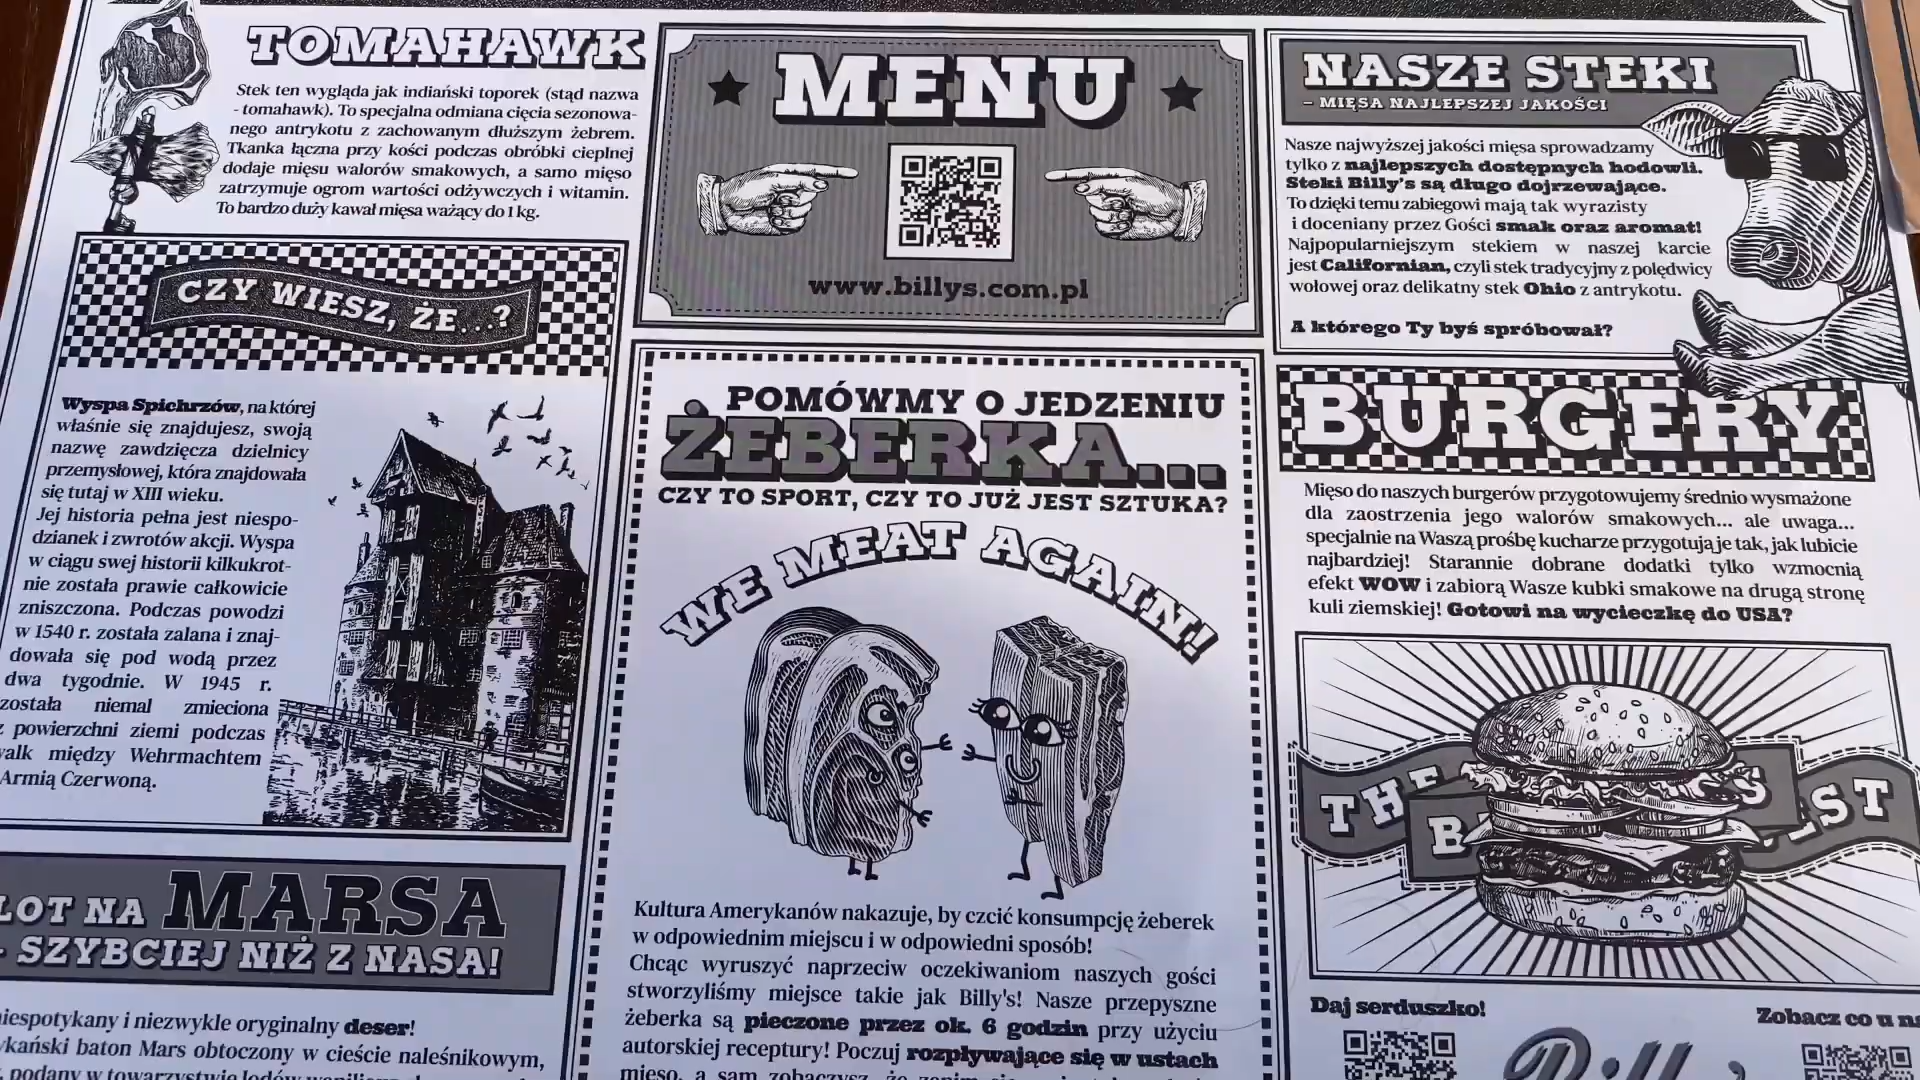 TOMAHAWK
Stek ten wygląda jak indiański toporek (stąd nazwa
- tomahawk). To specjalna odmiana cięcia sezonowa-
nego antrykotu z zachowanym dłuższym żebrem.
Tkanka łączna przy kości podczas obróbki cieplnej
dodaje mięsu walorów smakowych, a samo mięso
zatrzymuje ogrom wartości odżywczych i witamin.
To bardzo duży kawał mięsa ważący do 1 kg.
CZY WIESZ, ŻE...?
Wyspa Spichrzów, na której
właśnie się znajdujesz, swoją
nazwę zawdzięcza dzielnicy
przemysłowej, która znajdowała
się tutaj w XIII wieku.
Jej historia pełna jest niespo-
dzianek i zwrotów akcji. Wyspa
w ciągu swej historii kilkukrot-
nie została prawie całkowicie
zniszczona. Podczas powodzi
w 1540 r. została zalana i znaj-
dowała się pod wodą przez
dwa tygodnie. W 1945 r.
została niemal zmieciona
powierzchni ziemi podczas
walk między Wehrmachtem
Armią Czerwoną.
LOT NA MARSA
- SZYBCIEJ NIŻ Z NASA!
niespotykany i niezwykle oryginalny deser!
baton Mars obtoczony w cieście naleśnikowym,
podany w towarzystwie lodów
MENU
www.billys.com.pl
POMÓWMY O JEDZENIU
ŻEBERKA...
CZY TO SPORT, CZY TO JUŻ JEST SZTUKA?
WE MEAT AGAIN!
Kultura Amerykanów nakazuje, by czcić konsumpcję żeberek
w odpowiednim miejscu i w odpowiedni sposób!
Chcąc wyruszyć naprzeciw oczekiwaniom naszych gości
stworzyliśmy miejsce takie jak Billy's! Nasze przepyszne
żeberka są pieczone przez ok. 6 godzin przy użyciu
autorskiej receptury! Poczuj rozpływające się w ustach
mięso, a sam zobaczysz, że
NASZE STEKI
– MIĘSA NAJLEPSZEJ JAKOŚCI
Nasze najwyższej jakości mięsa sprowadzamy
tylko z najlepszych dostępnych hodowli.
Steki Billy's są długo dojrzewające.
To dzięki temu zabiegowi mają tak wyrazisty
i doceniany przez Gości smak oraz aromat!
Najpopularniejszym stekiem w naszej karcie
jest Californian, czyli stek tradycyjny z polędwicy
wołowej oraz delikatny stek Ohio z antrykotu.
A którego Ty byś spróbował?
BURGERY
Mięso do naszych burgerów przygotowujemy średnio wysmażone
dla zaostrzenia jego walorów smakowych... ale uwaga...
specjalnie na Waszą prośbę kucharze przygotują je tak, jak lubicie
najbardziej! Starannie dobrane dodatki tylko wzmocnią
efekt WOW i zabiorą Wasze kubki smakowe na drugą stronę
kuli ziemskiej! Gotowi na wycieczkę do USA?
THE
Daj serduszko!
Zobacz co u
Billy's